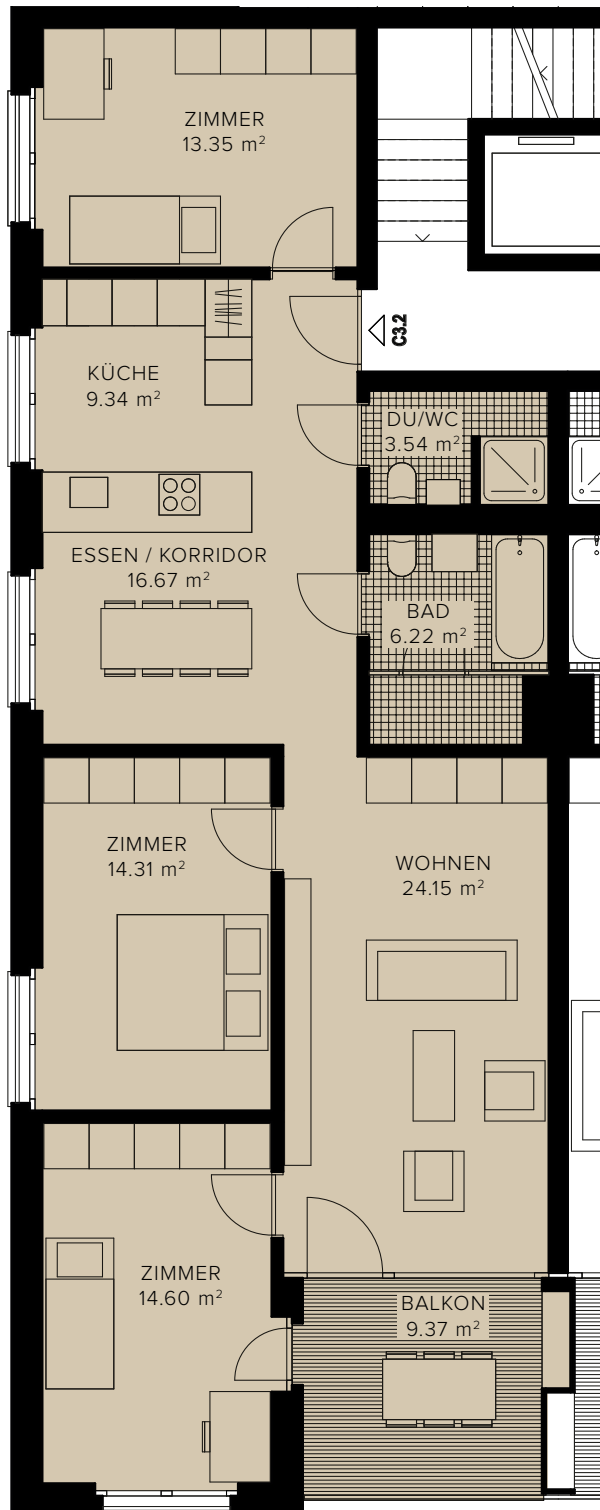 ZIMMER
13.35 m²
C3.2
KÜCHE
9.34 m²
DU/WC
3.54 m²
ESSEN / KORRIDOR
16.67 m²
BAD
6.22 m²
ZIMMER
14.31 m²
WOHNEN
24.15 m²
ZIMMER
14.60 m²
BALKON
9.37 m²